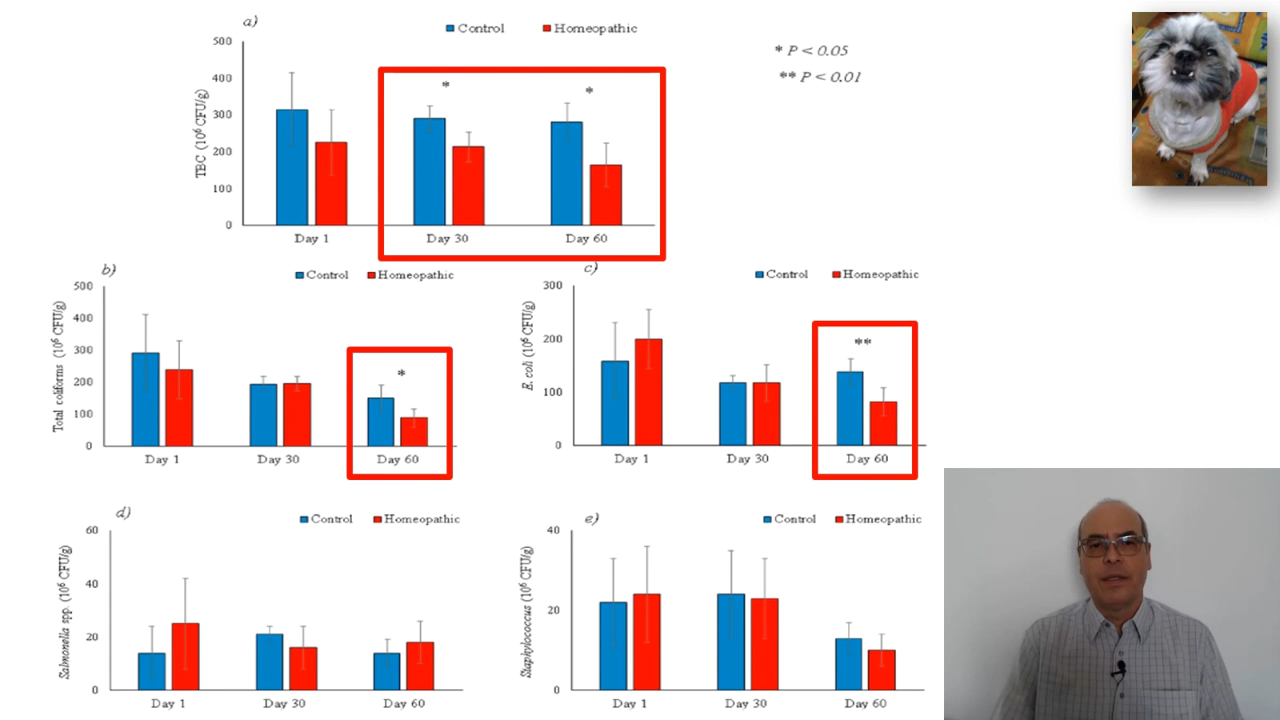 a)
Control
Homeopathic
* P < 0.05
** P < 0.01
TBC (10⁶ CFU/g)
500
400
300
200
100
0
*
*
Day 1
Day 30
Day 60
b)
Control
Homeopathic
Total coliforms (10⁶ CFU/g)
500
400
300
200
100
0
*
Day 1
Day 30
Day 60
c)
Control
Homeopathic
E. coli (10⁶ CFU/g)
300
200
100
0
**
Day 1
Day 30
Day 60
d)
Control
Homeopathic
Salmonella spp. (10⁶ CFU/g)
60
40
20
0
Day 1
Day 30
Day 60
e)
Control
Homeopathic
Staphylococcus (10⁶ CFU/g)
40
20
0
Day 1
Day 30
Day 60